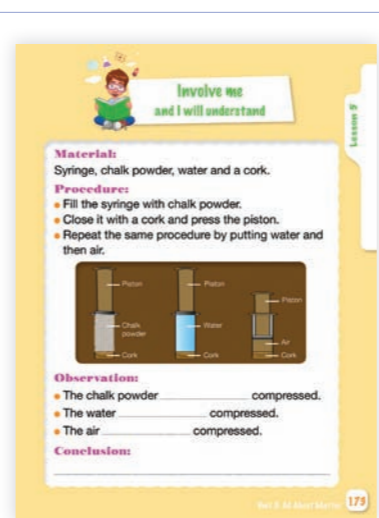 Involve me
and I will understand
Lesson 9
Material:
Syringe, chalk powder, water and a cork.
Procedure:
Fill the syringe with chalk powder.
Close it with a cork and press the piston.
Repeat the same procedure by putting water and
then air.
Piston
Piston
Piston
Chalk
powder
Water
Air
Cork
Cork
Cork
Observation:
The chalk powder ____________ compressed.
The water ____________ compressed.
The air ____________ compressed.
Conclusion:
All About Matter
175